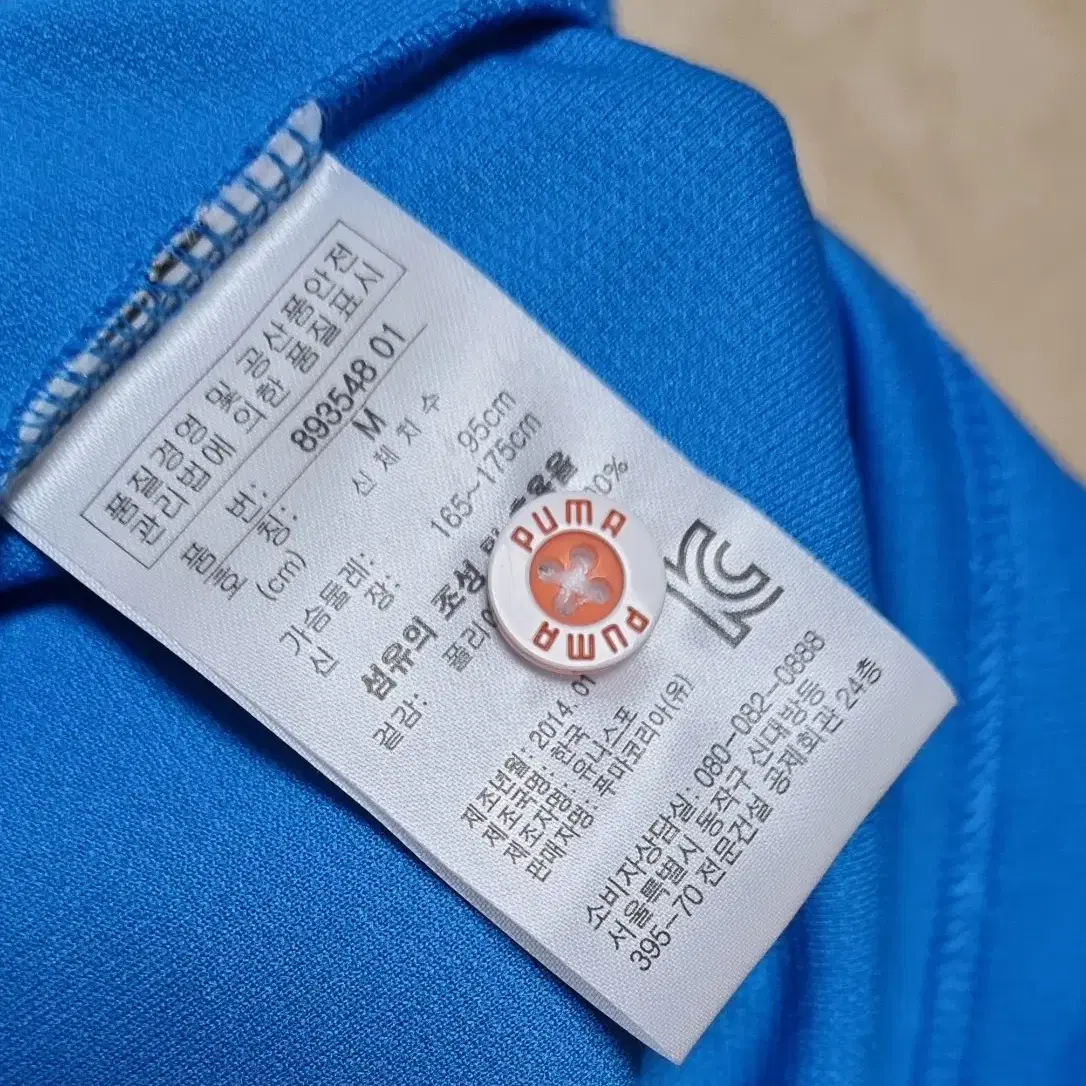 품질경영 및 공산품안전
관리법에 의한 품질표시
품 번: 893548 01
호 칭: M
(cm) 신 체 치 수
가슴둘레: 95cm
신 장: 165~175cm
섬유의 조성
겉감:
PUMA
PUMA
제조년월: 2014. 01
제조국명: 한국
제조자명: 유나스포
판매자명: 푸마코리아(유)
소비자상담실: 080-082-0888
서울특별시 동작구 신대방동
395-70 전문건설 공제회관 24층